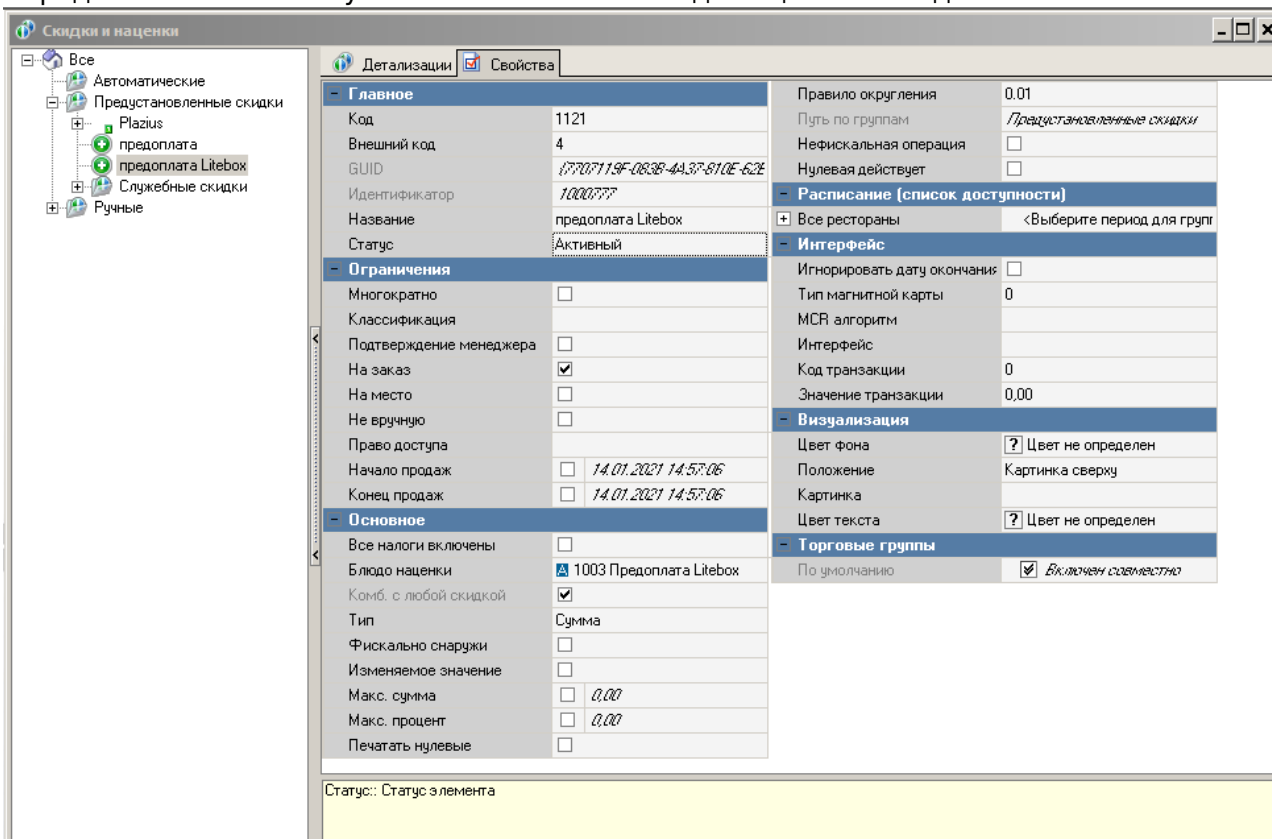 Скидки и наценки
Все
Автоматические
Предустановленные скидки
Plazius
предоплата
предоплата Litebox
Служебные скидки
Ручные
Детализации Свойства
Главное
Код 1121
Внешний код 4
GUID
Идентификатор 1000777
Название предоплата Litebox
Статус Активный
Ограничения
Многократно
Классификация
Подтверждение менеджера
На заказ
На место
Не вручную
Право доступа
Начало продаж 14.01.2021 14:57:06
Конец продаж 14.01.2021 14:57:06
Основное
Все налоги включены
Блюдо наценки 1003 Предоплата Litebox
Комб. с любой скидкой
Тип Сумма
Фискально снаружи
Изменяемое значение
Макс. сумма 0,00
Макс. процент 0,00
Печатать нулевые
Правило округления 0.01
Путь по группам Предустановленные скидки
Нефискальная операция
Нулевая действует
Расписание (список доступности)
Все рестораны <Выберите период для групп
Интерфейс
Игнорировать дату окончания
Тип магнитной карты 0
MCR алгоритм
Интерфейс
Код транзакции 0
Значение транзакции 0,00
Визуализация
Цвет фона ? Цвет не определен
Положение Картинка сверху
Картинка
Цвет текста ? Цвет не определен
Торговые группы
По умолчанию Включен совместно
Статус:: Статус элемента